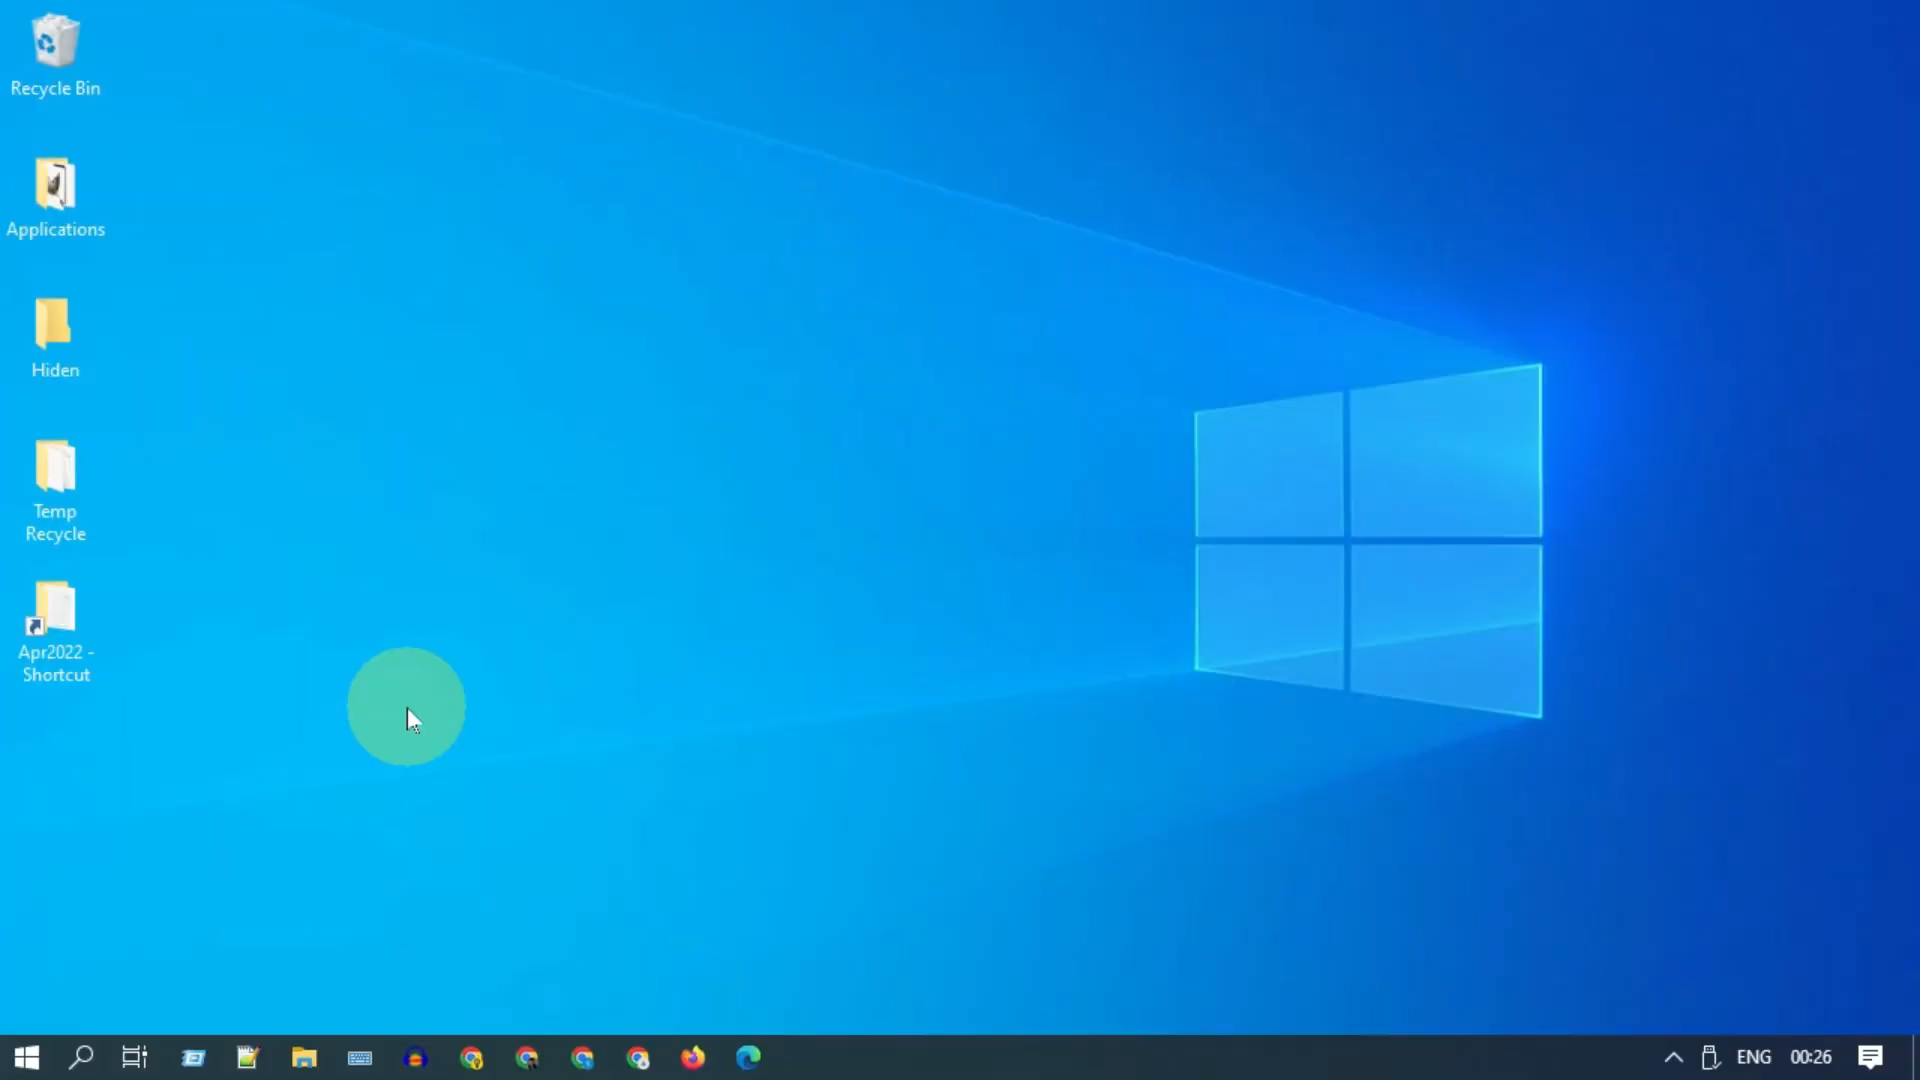 Recycle Bin
Applications
Hiden
Temp
Recycle
Apr2022 -
Shortcut
ENG
00:26